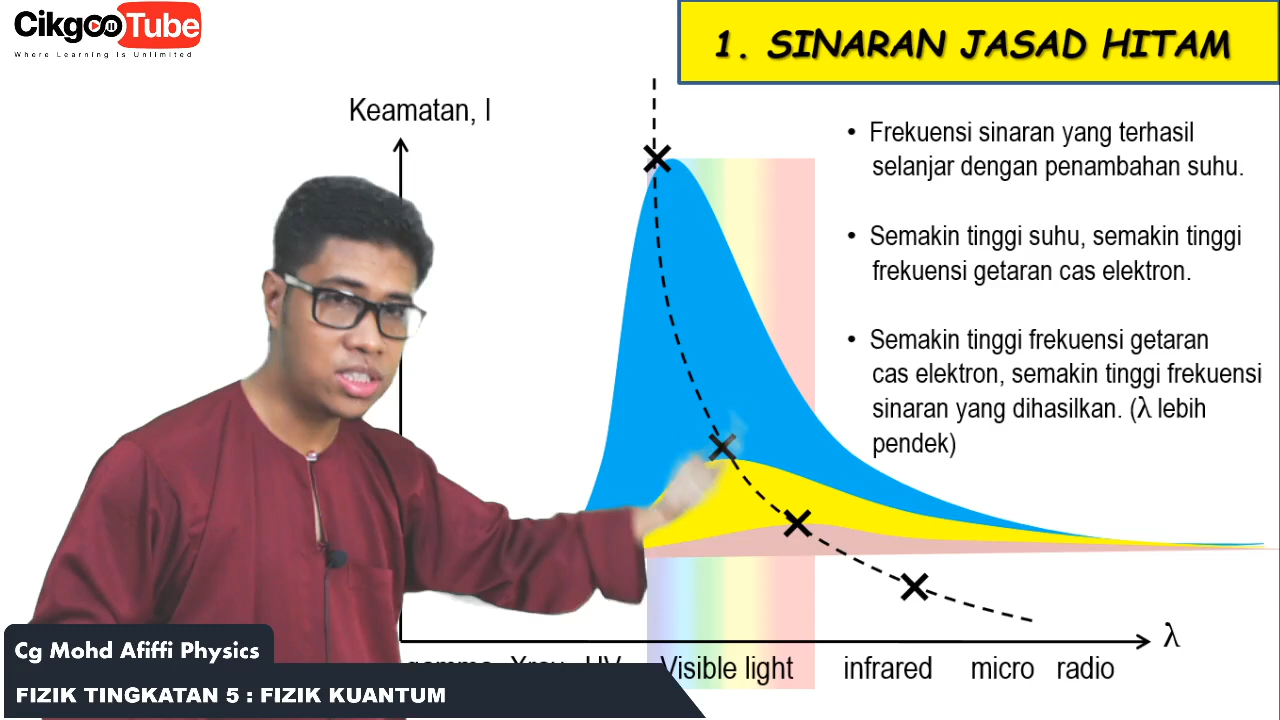 CikgooTube
Where Learning Is Unlimited
1. SINARAN JASAD HITAM
Keamatan, I
• Frekuensi sinaran yang terhasil
selanjar dengan penambahan suhu.
• Semakin tinggi suhu, semakin tinggi
frekuensi getaran cas elektron.
• Semakin tinggi frekuensi getaran
cas elektron, semakin tinggi frekuensi
sinaran yang dihasilkan. (λ lebih
pendek)
λ
gamma Xray UV Visible light infrared micro radio
Cg Mohd Afiffi Physics
FIZIK TINGKATAN 5 : FIZIK KUANTUM